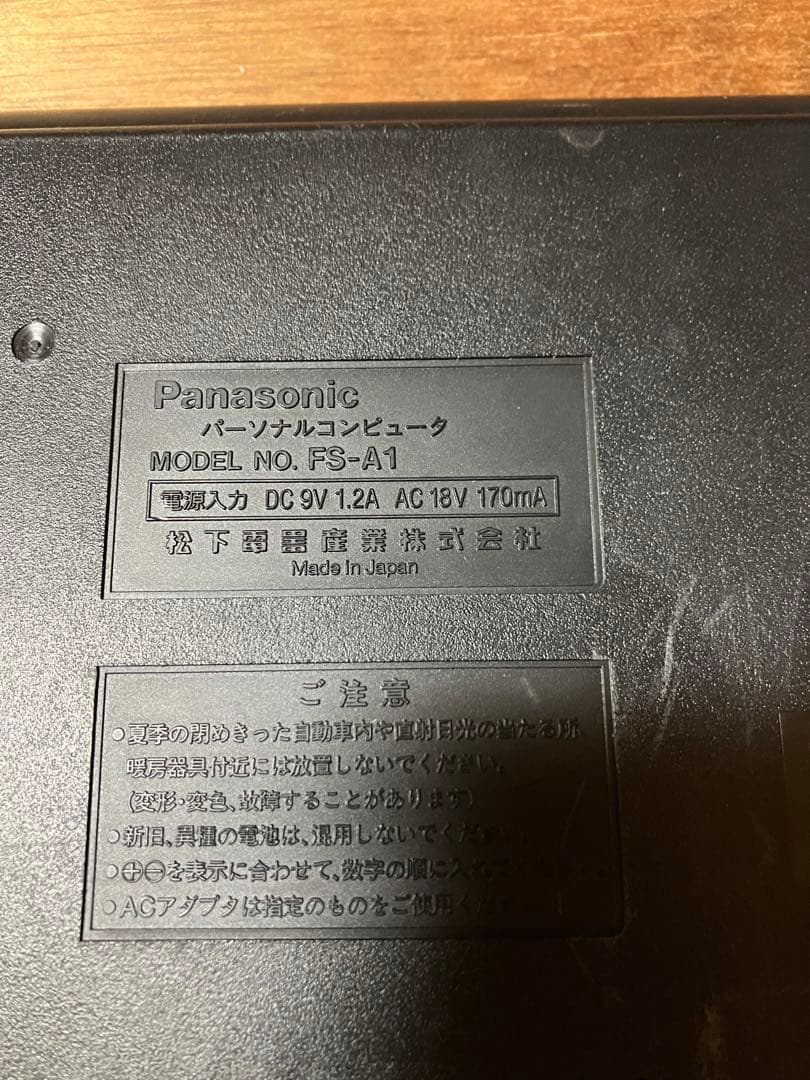 Panasonic
パーソナルコンピュータ
MODEL NO. FS-A1
電源入力 DC 9V 1.2A AC 18V 170mA
松下電器産業株式会社
Made in Japan
ご注意
○夏季の閉めきった自動車内や直射日光の当たる所、
暖房器具付近には放置しないでください。
(変形・変色、故障することがあります)
○新旧、異種の電池は、混用しないでくだ
○⊕⊖を表示に合わせて、数字の順に入れ
○ACアダプタは指定のものをご使用くだ